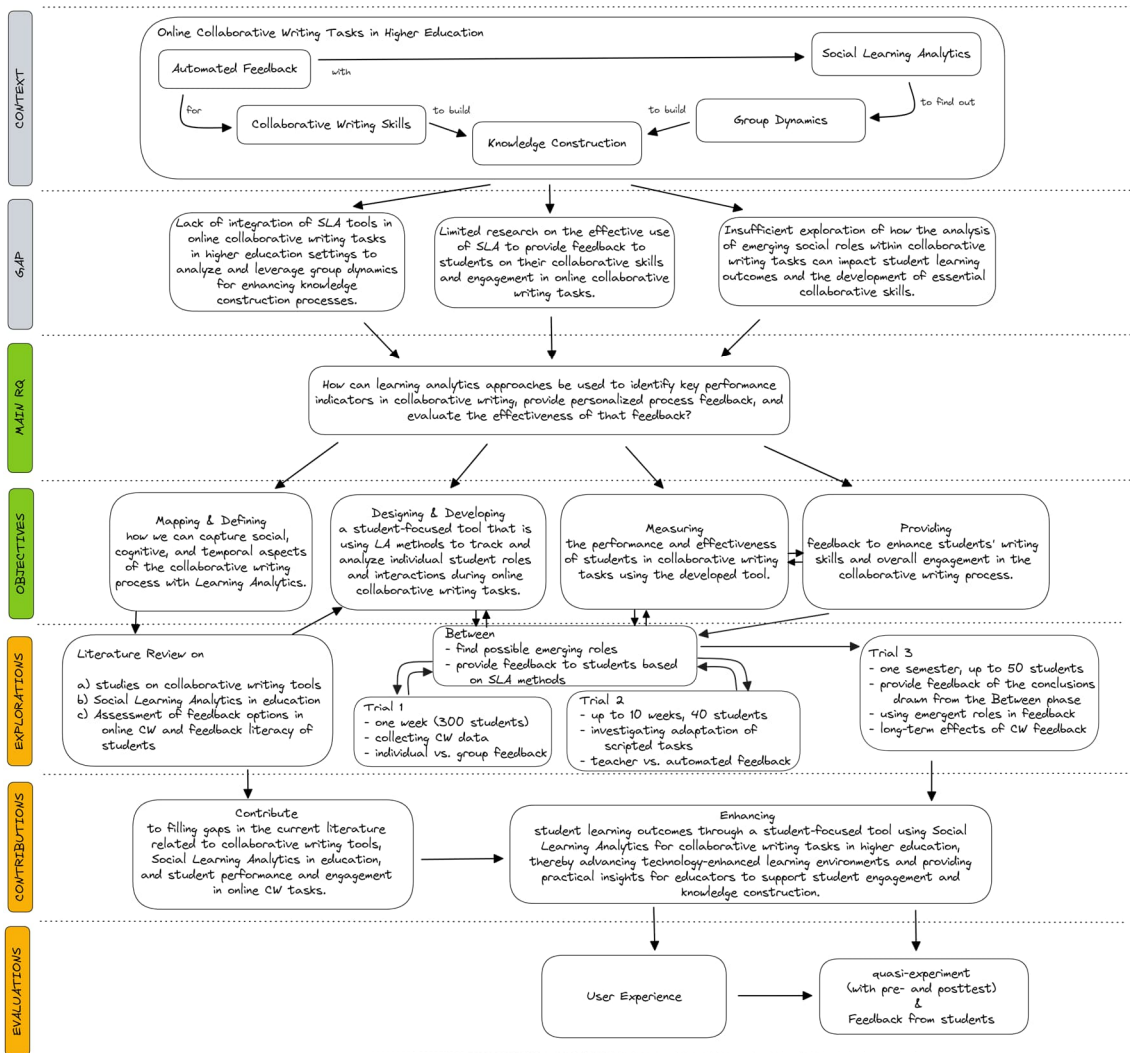 CONTEXT
Online Collaborative Writing Tasks in Higher Education
Automated Feedback
with
Social Learning Analytics
for
Collaborative Writing Skills
to build
Knowledge Construction
to build
Group Dynamics
to find out
GAP
Lack of integration of SLA tools in
online collaborative writing tasks
in higher education settings to
analyze and leverage group dynamics
for enhancing knowledge
construction processes.
Limited research on the effective use
of SLA to provide feedback to
students on their collaborative skills
and engagement in online collaborative
writing tasks.
Insufficient exploration of how the analysis
of emerging social roles within collaborative
writing tasks can impact student learning
outcomes and the development of essential
collaborative skills.
MAIN RQ
How can learning analytics approaches be used to identify key performance
indicators in collaborative writing, provide personalized process feedback, and
evaluate the effectiveness of that feedback?
OBJECTIVES
Mapping & Defining
how we can capture social,
cognitive, and temporal aspects
of the collaborative writing
process with Learning Analytics.
Designing & Developing
a student-focused tool that is
using LA methods to track and
analyze individual student roles
and interactions during online
collaborative writing tasks.
Measuring
the performance and effectiveness
of students in collaborative writing
tasks using the developed tool.
Providing
feedback to enhance students' writing
skills and overall engagement in the
collaborative writing process.
EXPLORATIONS
Literature Review on
a) studies on collaborative writing tools
b) Social Learning Analytics in education
c) Assessment of feedback options in
online CW and feedback literacy of
students
Between
- find possible emerging roles
- provide feedback to students based
on SLA methods
Trial 1
- one week (300 students)
- collecting CW data
- individual vs. group feedback
Trial 2
- up to 10 weeks, 40 students
- investigating adaptation of
scripted tasks
- teacher vs. automated feedback
Trial 3
- one semester, up to 50 students
- provide feedback of the conclusions
drawn from the Between phase
- using emergent roles in feedback
- long-term effects of CW feedback
CONTRIBUTIONS
Contribute
to filling gaps in the current literature
related to collaborative writing tools,
Social Learning Analytics in education,
and student performance and engagement
in online CW tasks.
Enhancing
student learning outcomes through a student-focused tool using Social
Learning Analytics for collaborative writing tasks in higher education,
thereby advancing technology-enhanced learning environments and providing
practical insights for educators to support student engagement and
knowledge construction.
EVALUATIONS
User Experience
quasi-experiment
(with pre- and posttest)
&
Feedback from students